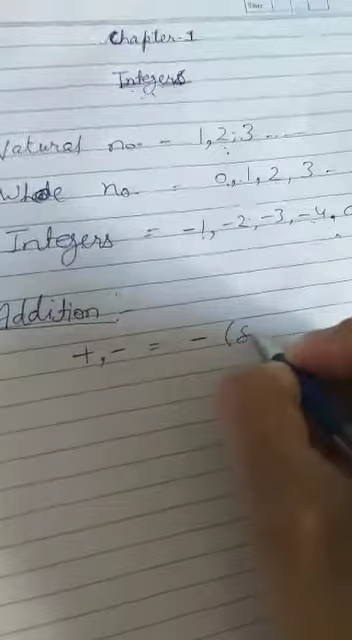 Chapter-1
Integers
Natural no. - 1, 2, 3 ....
Whole no. = 0, 1, 2, 3 -
Integers = -1, -2, -3, -4, 0
Addition :-
+, - = - (s